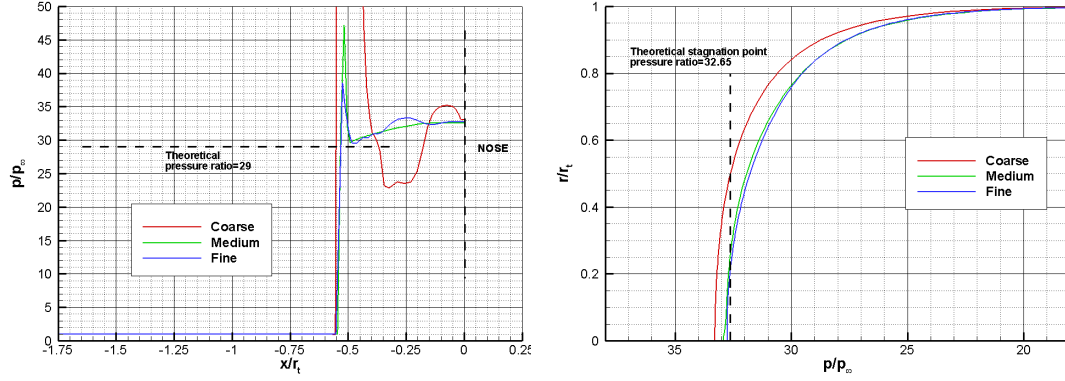 50
45
40
35
30
25
20
15
10
5
0
p/p∞
Theoretical
pressure ratio=29
NOSE
Coarse
Medium
Fine
-1.75
-1.5
-1.25
-1
-0.75
-0.5
-0.25
0
0.25
x/rt
1
0.8
0.6
0.4
0.2
0
r/rt
Theoretical stagnation point
pressure ratio=32.65
Coarse
Medium
Fine
35
30
25
20
p/p∞